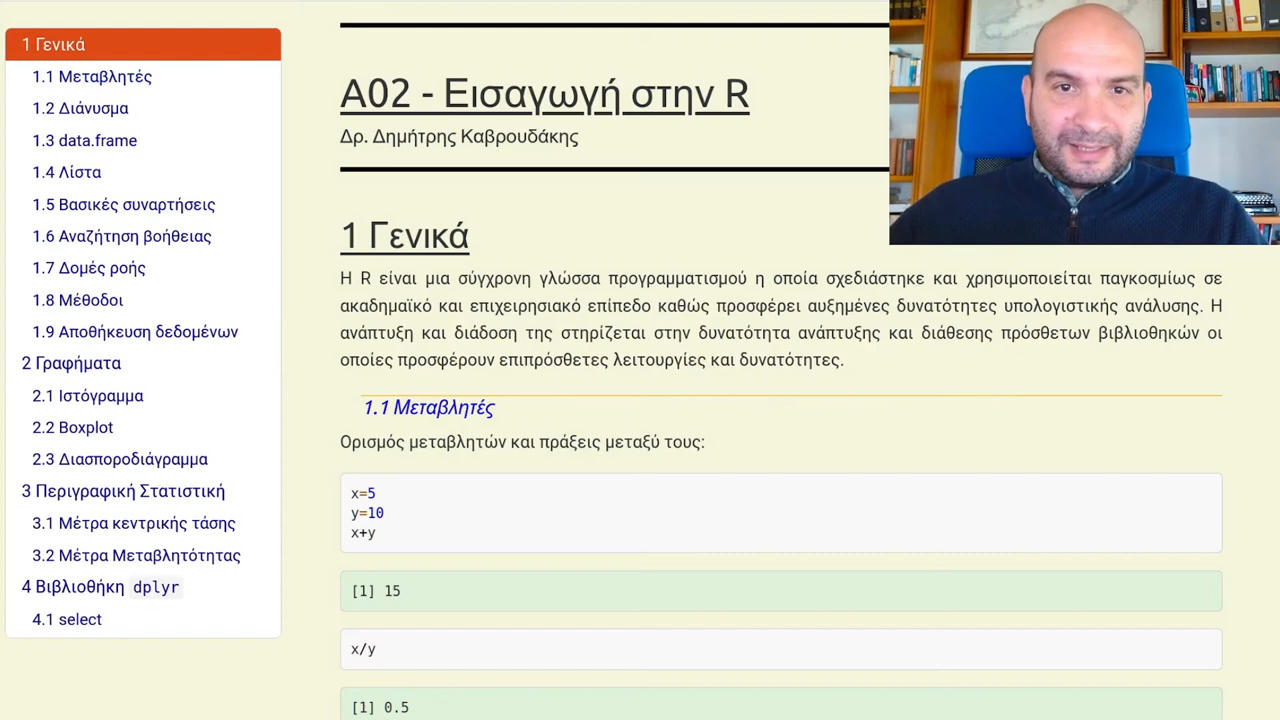 1 Γενικά
1.1 Μεταβλητές
1.2 Διάνυσμα
1.3 data.frame
1.4 Λίστα
1.5 Βασικές συναρτήσεις
1.6 Αναζήτηση βοήθειας
1.7 Δομές ροής
1.8 Μέθοδοι
1.9 Αποθήκευση δεδομένων
2 Γραφήματα
2.1 Ιστόγραμμα
2.2 Boxplot
2.3 Διασποροδιάγραμμα
3 Περιγραφική Στατιστική
3.1 Μέτρα κεντρικής τάσης
3.2 Μέτρα Μεταβλητότητας
4 Βιβλιοθήκη dplyr
4.1 select
A02 - Εισαγωγή στην R
Δρ. Δημήτρης Καβρουδάκης
1 Γενικά
Η R είναι μια σύγχρονη γλώσσα προγραμματισμού η οποία σχεδιάστηκε και χρησιμοποιείται παγκοσμίως σε
ακαδημαϊκό και επιχειρησιακό επίπεδο καθώς προσφέρει αυξημένες δυνατότητες υπολογιστικής ανάλυσης. Η
ανάπτυξη και διάδοση της στηρίζεται στην δυνατότητα ανάπτυξης και διάθεσης πρόσθετων βιβλιοθηκών οι
οποίες προσφέρουν επιπρόσθετες λειτουργίες και δυνατότητες.
1.1 Μεταβλητές
Ορισμός μεταβλητών και πράξεις μεταξύ τους:
x=5
y=10
x+y
[1] 15
x/y
[1] 0.5